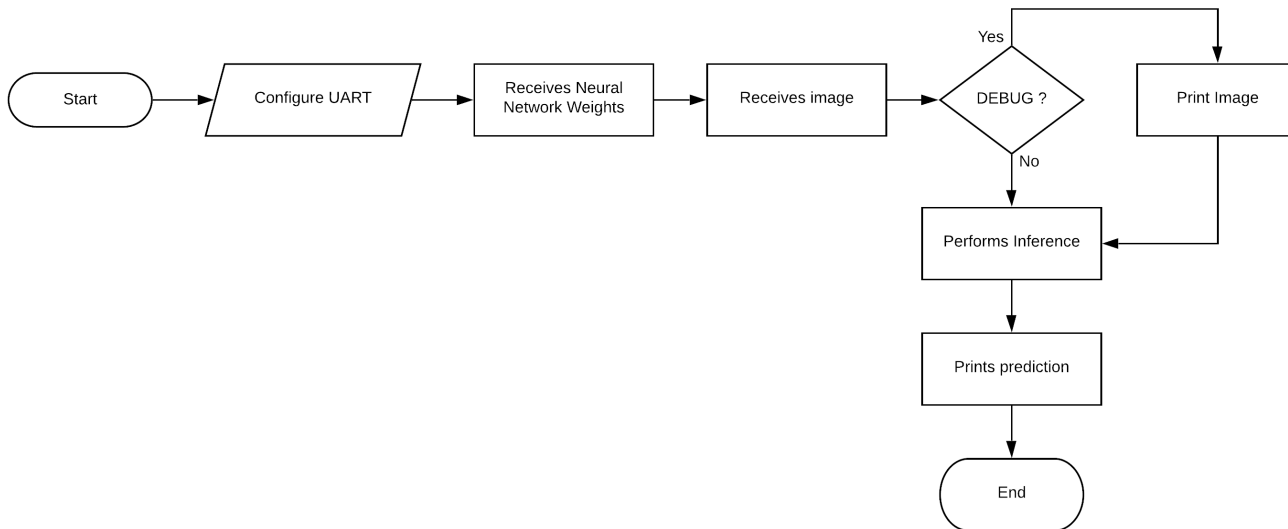 Start
Configure UART
Receives Neural
Network Weights
Receives image
DEBUG ?
Yes
Print Image
No
Performs Inference
Prints prediction
End